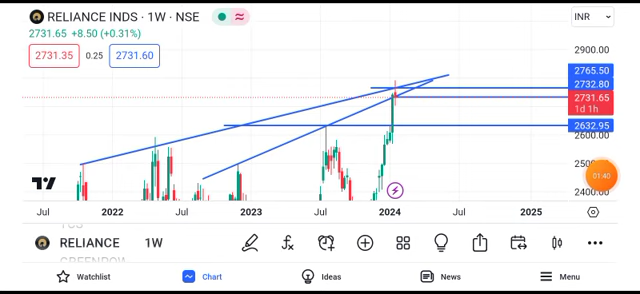 RELIANCE INDS · 1W · NSE
INR
2731.65 +8.50 (+0.31%)
2731.35 0.25 2731.60
2900.00
2765.50
2732.80
2731.65
1d 1h
2632.95
2600.00
01:40
2400.00
Jul 2022 Jul 2023 Jul 2024 Jul 2025
RELIANCE 1W
Watchlist Chart Ideas News Menu